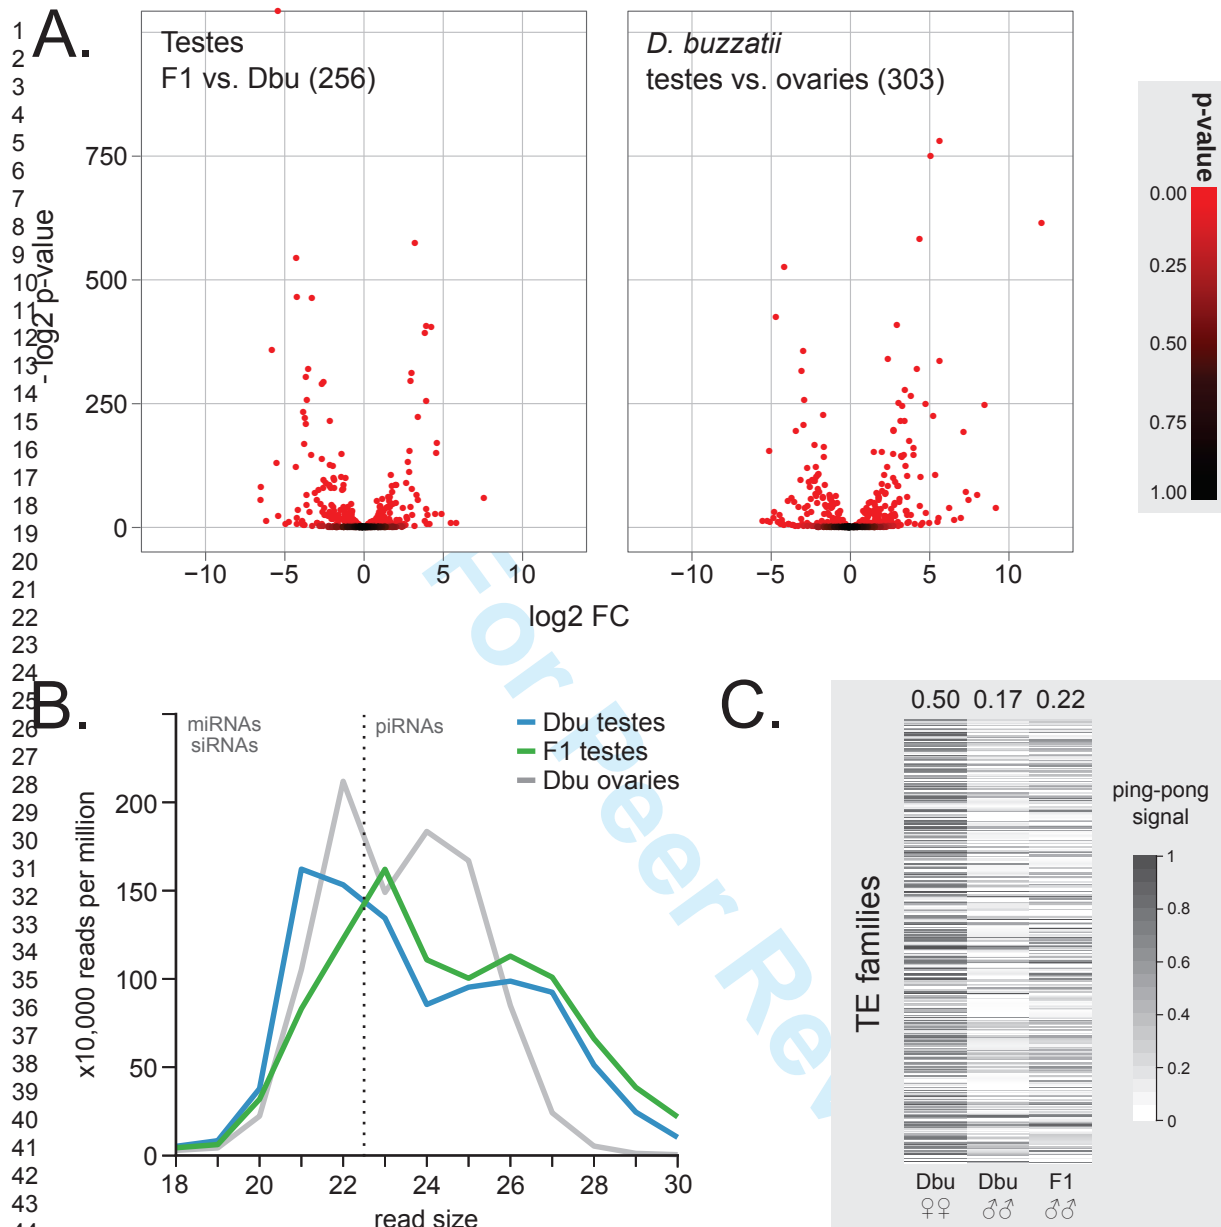 1
2
3
4
5
6
7
8
9
10
11
12
13
14
15
16
17
18
19
20
21
22
23
24
25
26
27
28
29
30
31
32
33
34
35
36
37
38
39
40
41
42
43
A.
Testes
F1 vs. Dbu (256)
D. buzzatii
testes vs. ovaries (303)
- log2 p-value
750
500
250
0
−10 −5 0 5 10
−10 −5 0 5 10
log2 FC
p-value
0.00
0.25
0.50
0.75
1.00
For Peer Rev
B.
miRNAs
siRNAs
piRNAs
Dbu testes
F1 testes
Dbu ovaries
x10,000 reads per million
200
150
100
50
0
18 20 22 24 26 28 30
read size
C.
0.50 0.17 0.22
TE families
ping-pong
signal
1
0.8
0.6
0.4
0.2
0
Dbu Dbu F1
♀♀ ♂♂ ♂♂